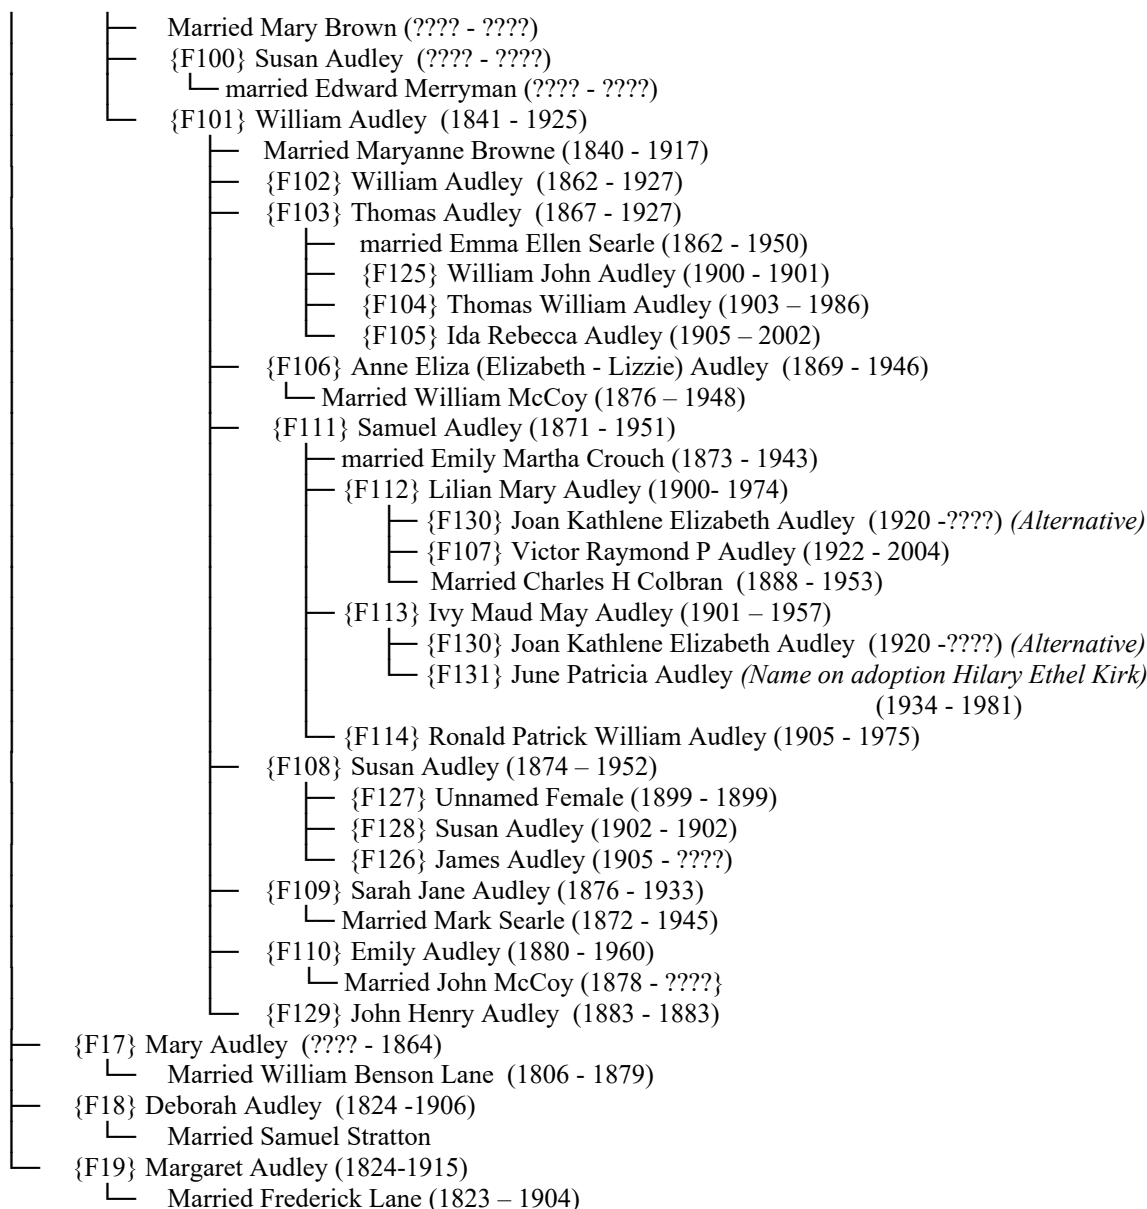 Married Mary Brown (???? - ????)
{F100} Susan Audley (???? - ????)
married Edward Merryman (???? - ????)
{F101} William Audley (1841 - 1925)
Married Maryanne Browne (1840 - 1917)
{F102} William Audley (1862 - 1927)
{F103} Thomas Audley (1867 - 1927)
married Emma Ellen Searle (1862 - 1950)
{F125} William John Audley (1900 - 1901)
{F104} Thomas William Audley (1903 – 1986)
{F105} Ida Rebecca Audley (1905 – 2002)
{F106} Anne Eliza (Elizabeth - Lizzie) Audley (1869 - 1946)
Married William McCoy (1876 – 1948)
{F111} Samuel Audley (1871 - 1951)
married Emily Martha Crouch (1873 - 1943)
{F112} Lilian Mary Audley (1900- 1974)
{F130} Joan Kathlene Elizabeth Audley (1920 -????) (Alternative)
{F107} Victor Raymond P Audley (1922 - 2004)
Married Charles H Colbran (1888 - 1953)
{F113} Ivy Maud May Audley (1901 – 1957)
{F130} Joan Kathlene Elizabeth Audley (1920 -????) (Alternative)
{F131} June Patricia Audley (Name on adoption Hilary Ethel Kirk)
(1934 - 1981)
{F114} Ronald Patrick William Audley (1905 - 1975)
{F108} Susan Audley (1874 – 1952)
{F127} Unnamed Female (1899 - 1899)
{F128} Susan Audley (1902 - 1902)
{F126} James Audley (1905 - ????)
{F109} Sarah Jane Audley (1876 - 1933)
Married Mark Searle (1872 - 1945)
{F110} Emily Audley (1880 - 1960)
Married John McCoy (1878 - ????}
{F129} John Henry Audley (1883 - 1883)
{F17} Mary Audley (???? - 1864)
Married William Benson Lane (1806 - 1879)
{F18} Deborah Audley (1824 -1906)
Married Samuel Stratton
{F19} Margaret Audley (1824-1915)
Married Frederick Lane (1823 – 1904)